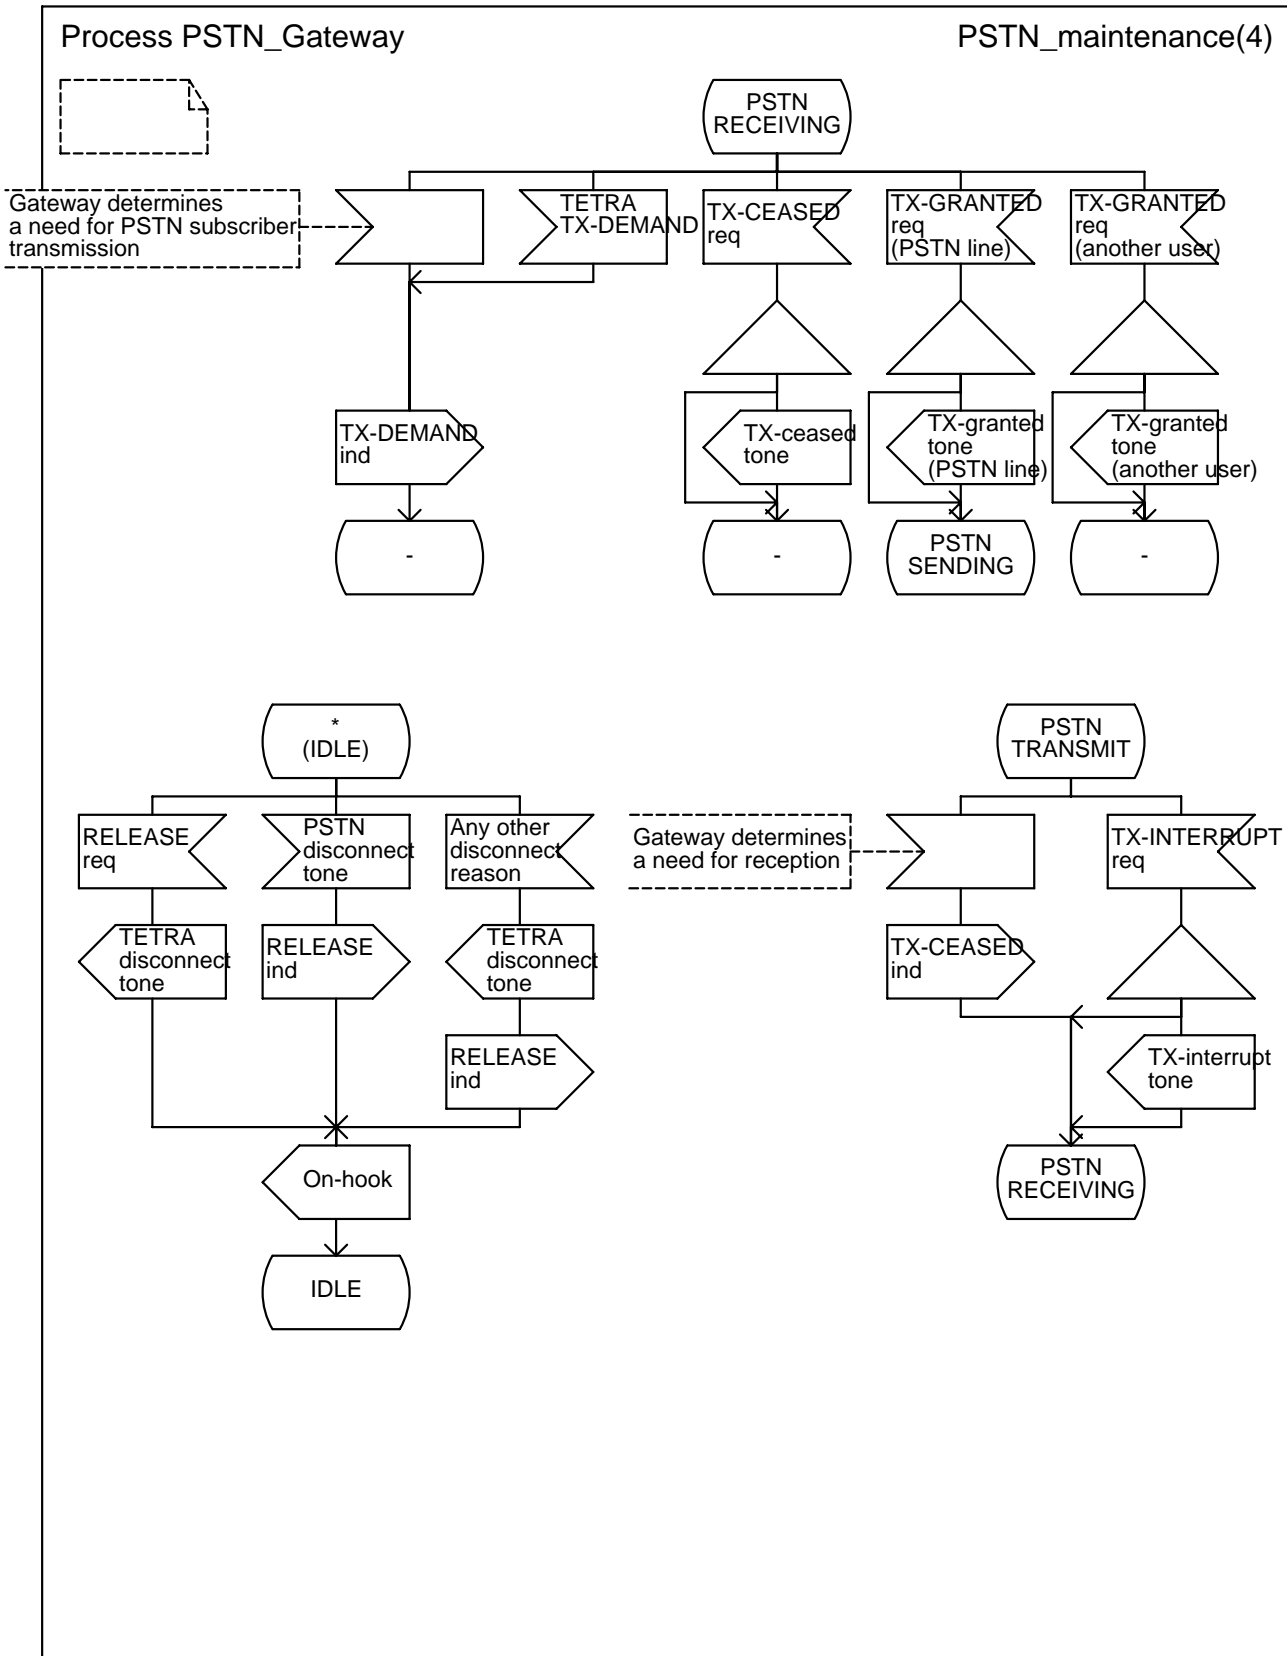 Process PSTN_Gateway
PSTN_maintenance(4)
PSTN
RECEIVING
Gateway determines
a need for PSTN subscriber
transmission
TETRA
TX-DEMAND
TX-CEASED
req
TX-GRANTED
req
(PSTN line)
TX-GRANTED
req
(another user)
TX-DEMAND
ind
TX-ceased
tone
TX-granted
tone
(PSTN line)
TX-granted
tone
(another user)
-
-
PSTN
SENDING
-
*
(IDLE)
RELEASE
req
PSTN
disconnect
tone
Any other
disconnect
reason
TETRA
disconnect
tone
RELEASE
ind
TETRA
disconnect
tone
RELEASE
ind
On-hook
IDLE
PSTN
TRANSMIT
Gateway determines
a need for reception
TX-INTERRUPT
req
TX-CEASED
ind
TX-interrupt
tone
PSTN
RECEIVING